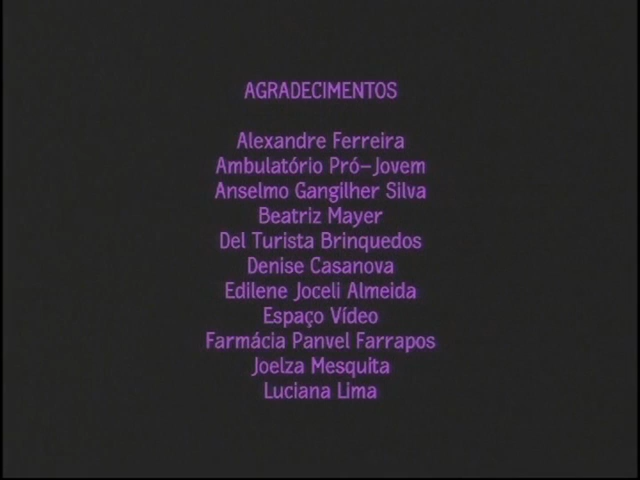 AGRADECIMENTOS
Alexandre Ferreira
Ambulatório Pró-Jovem
Anselmo Gangilher Silva
Beatriz Mayer
Del Turista Brinquedos
Denise Casanova
Edilene Joceli Almeida
Espaço Vídeo
Farmácia Panvel Farrapos
Joelza Mesquita
Luciana Lima